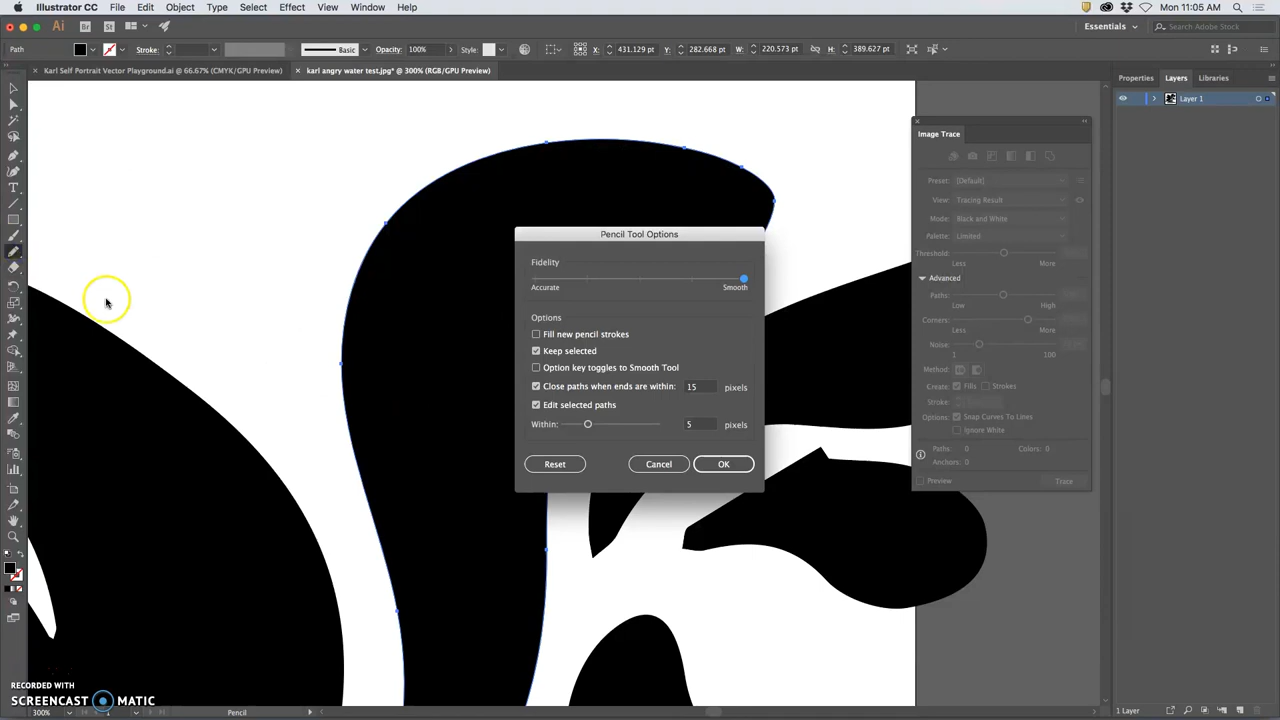 Illustrator CC File Edit Object Type Select Effect View Window Help Mon 11:05 AM
Ai Br St Essentials Search Adobe Stock
Path Stroke: Basic Opacity: 100% Style: X: 431.129 pt Y: 282.668 pt W: 220.573 pt H: 389.627 pt
Karl Self Portrait Vector Playground.ai @ 66.67% (CMYK/GPU Preview) karl angry water test.jpg* @ 300% (RGB/GPU Preview)
Properties Layers Libraries
Layer 1
Image Trace
Preset: [Default]
View: Tracing Result
Mode: Black and White
Palette: Limited
Threshold:
Less More
Advanced
Paths:
Low High
Corners:
Less More
Noise:
1 100
Method:
Create: Fills Strokes
Stroke:
Options: Snap Curves To Lines
Ignore White
Paths: 0 Colors: 0
Anchors: 0
Preview Trace
Pencil Tool Options
Fidelity
Accurate Smooth
Options
Fill new pencil strokes
Keep selected
Option key toggles to Smooth Tool
Close paths when ends are within: 15 pixels
Edit selected paths
Within: 5 pixels
Reset Cancel OK
RECORDED WITH
SCREENCAST MATIC
300% 1 Pencil 1 Layer